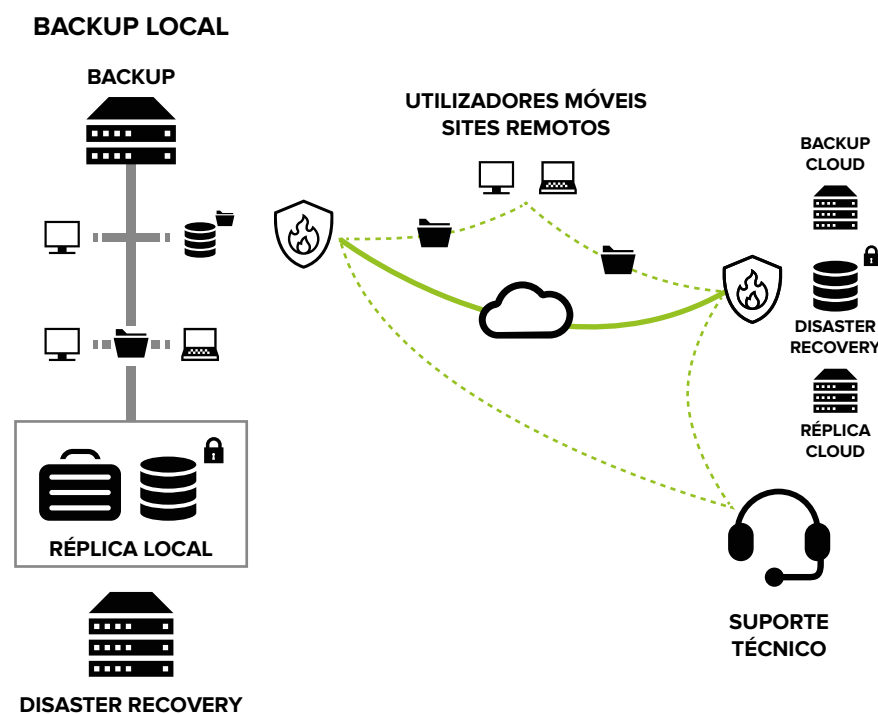 BACKUP LOCAL
BACKUP
RÉPLICA LOCAL
DISASTER RECOVERY
UTILIZADORES MÓVEIS
SITES REMOTOS
BACKUP
CLOUD
DISASTER
RECOVERY
RÉPLICA
CLOUD
SUPORTE
TÉCNICO